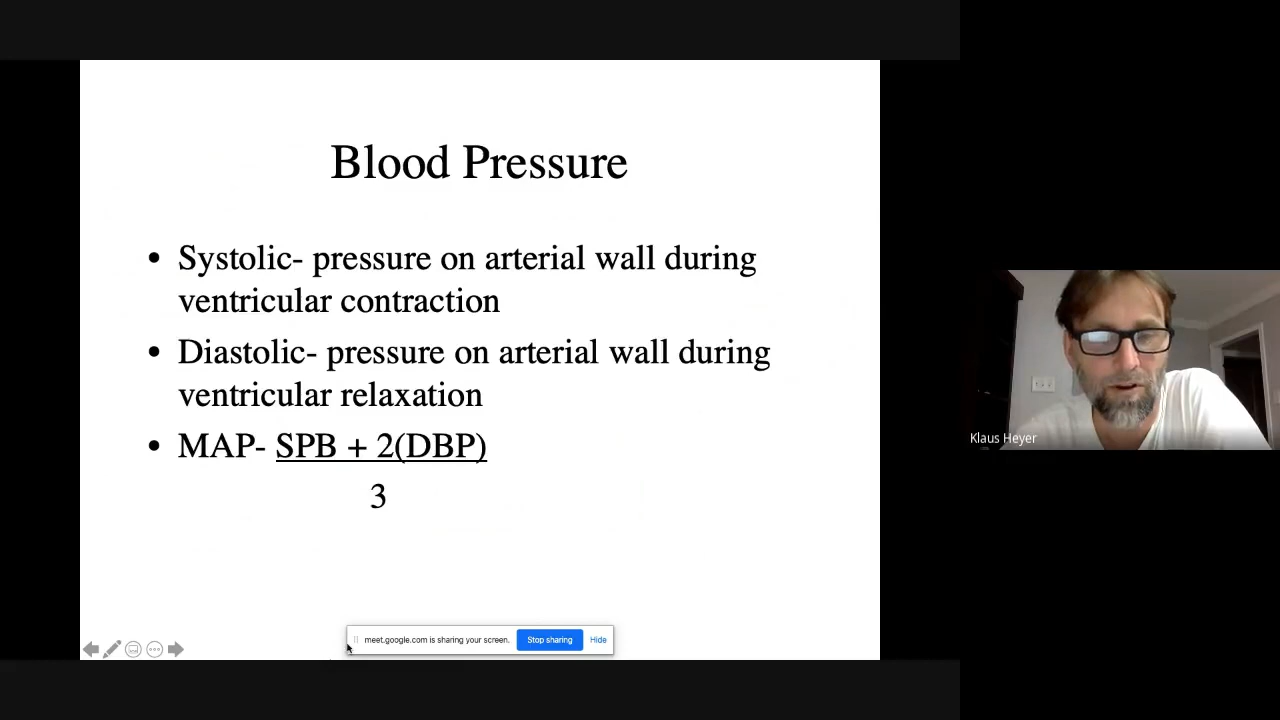 Blood Pressure
• Systolic- pressure on arterial wall during
ventricular contraction
• Diastolic- pressure on arterial wall during
ventricular relaxation
• MAP- SPB + 2(DBP)
3
meet.google.com is sharing your screen. Stop sharing Hide
Klaus Heyer